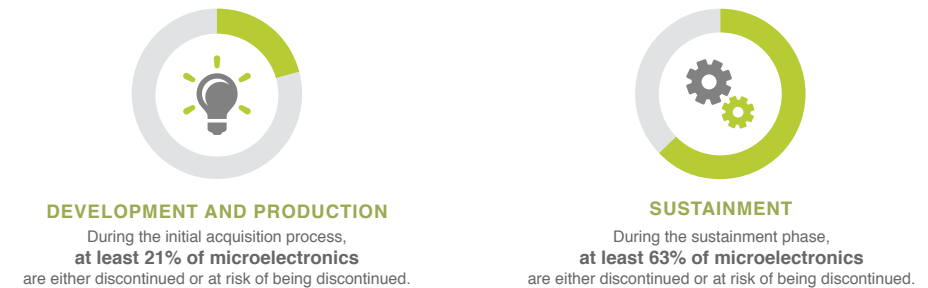 DEVELOPMENT AND PRODUCTION
During the initial acquisition process,
at least 21% of microelectronics
are either discontinued or at risk of being discontinued.
SUSTAINMENT
During the sustainment phase,
at least 63% of microelectronics
are either discontinued or at risk of being discontinued.